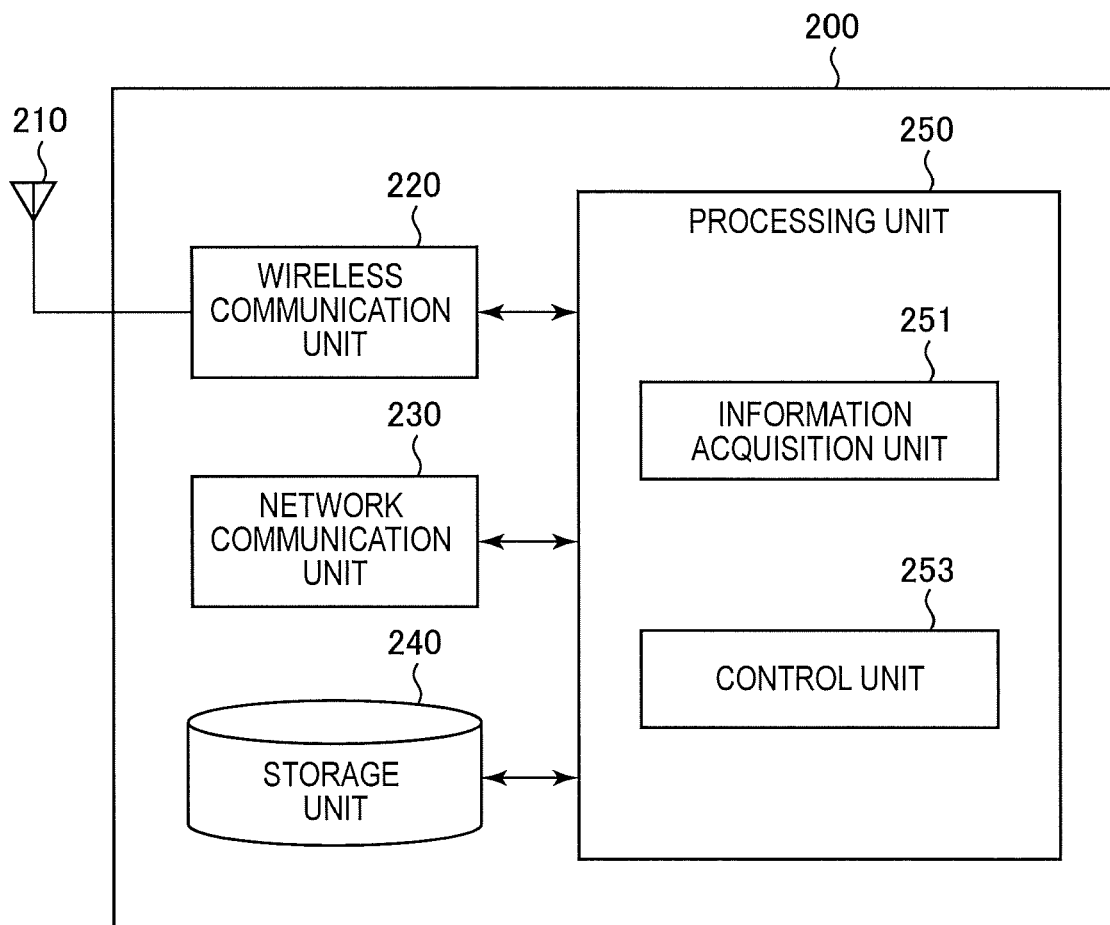 200
210
250
220
PROCESSING UNIT
WIRELESS
COMMUNICATION
UNIT
251
INFORMATION
ACQUISITION UNIT
230
NETWORK
COMMUNICATION
UNIT
253
CONTROL UNIT
240
STORAGE
UNIT